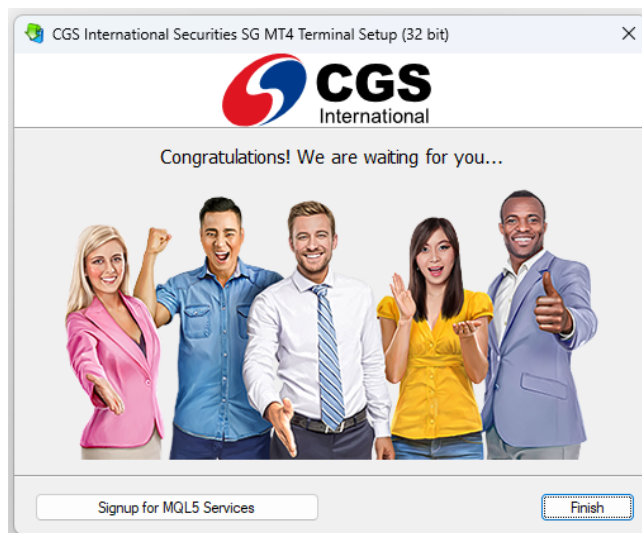 CGS International Securities SG MT4 Terminal Setup (32 bit)
CGS
International
Congratulations! We are waiting for you...
Signup for MQL5 Services
Finish